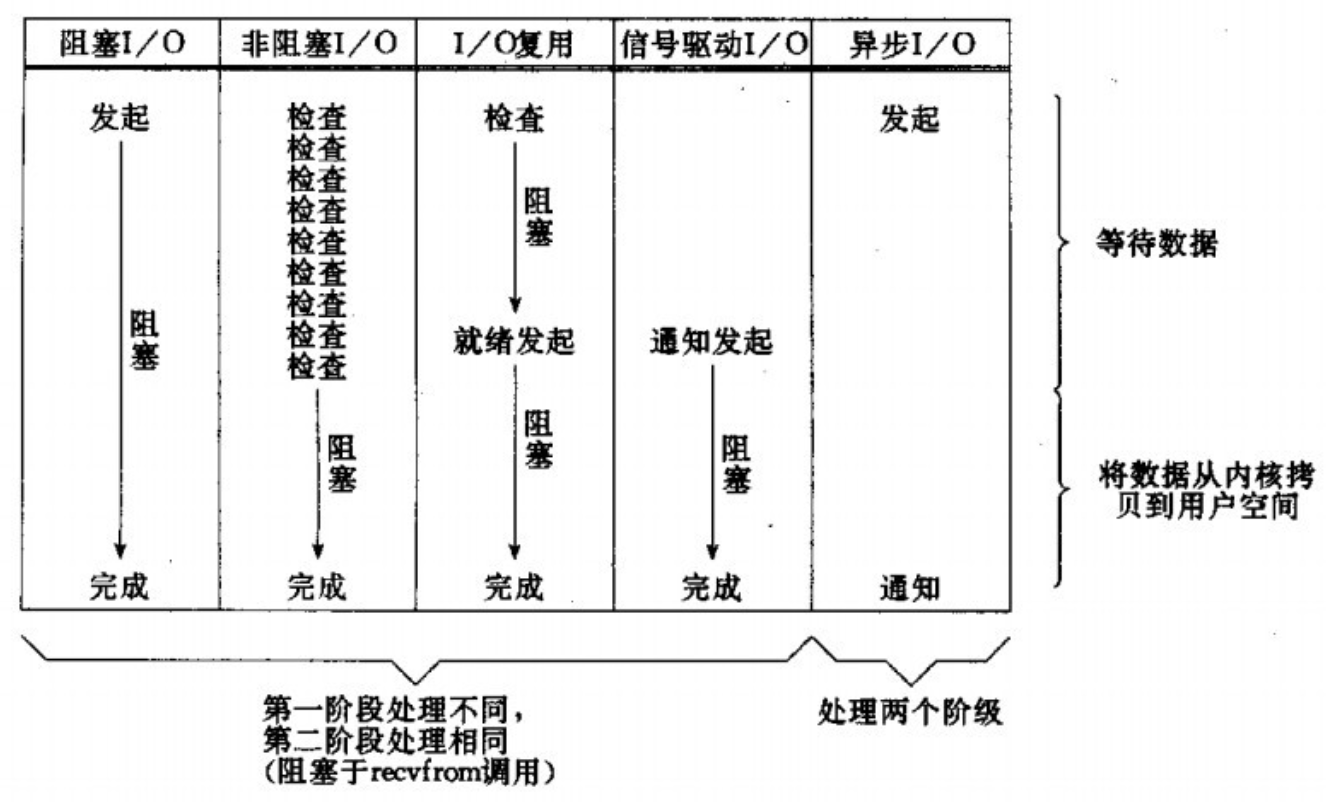 阻塞I／O 非阻塞I／O I／O复用 信号驱动I／O 异步I／O
发起 检查 检查 发起
检查
检查
检查
检查
检查
检查
检查
检查
阻塞
阻塞
就绪发起 通知发起
阻塞
阻塞
阻塞
完成 完成 完成 完成 通知
等待数据
将数据从内核拷
贝到用户空间
第一阶段处理不同，
第二阶段处理相同
（阻塞于recvfrom调用）
处理两个阶级